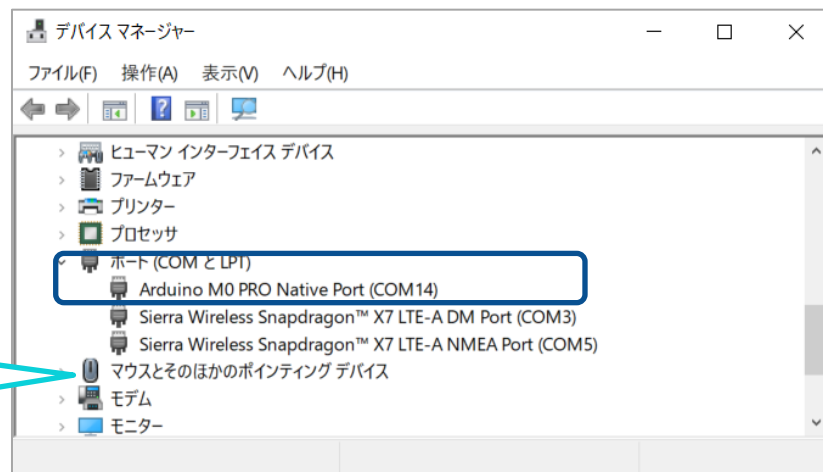 デバイス マネージャー
ファイル(F) 操作(A) 表示(V) ヘルプ(H)
ヒューマン インターフェイス デバイス
ファームウェア
プリンター
プロセッサ
ポート (COM と LPT)
Arduino M0 PRO Native Port (COM14)
Sierra Wireless Snapdragon™ X7 LTE-A DM Port (COM3)
Sierra Wireless Snapdragon™ X7 LTE-A NMEA Port (COM5)
マウスとそのほかのポインティング デバイス
モデム
モニター